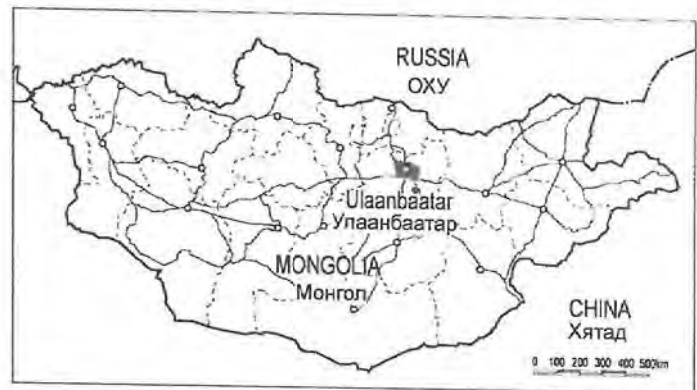 RUSSIA
ОХУ
Ulaanbaatar
Улаанбаатар
MONGOLIA
Монгол
CHINA
Хятад
0 100 200 300 400 500km